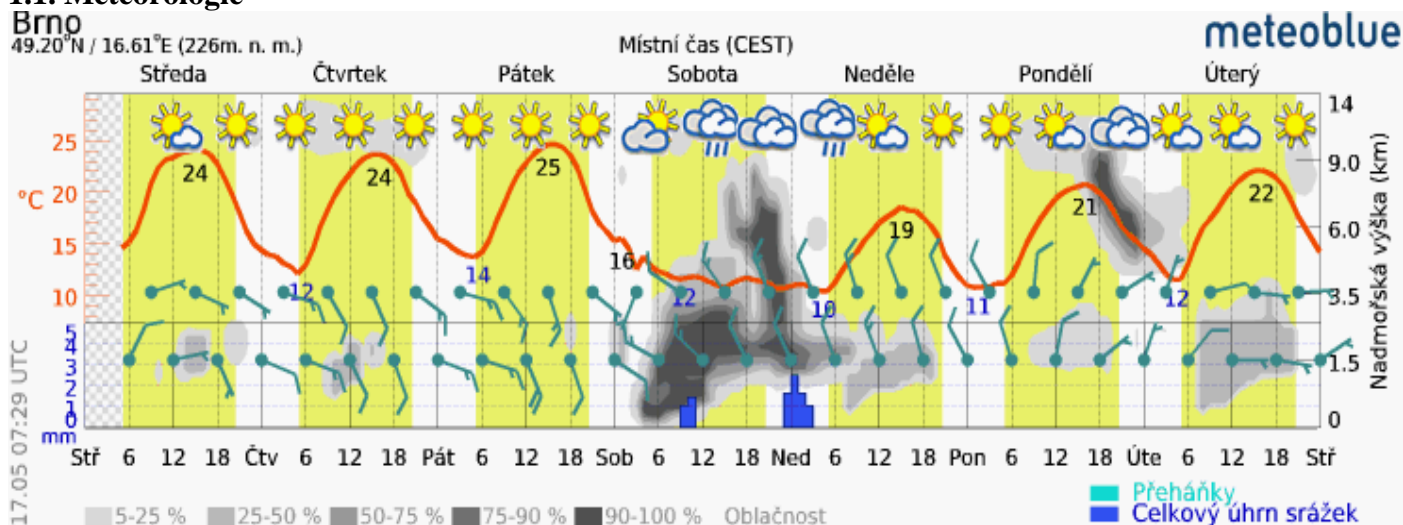 1.1. Meteorologie
Brno
49.20°N / 16.61°E (226m. n. m.)
Místní čas (CEST)
meteoblue
Středa Čtvrtek Pátek Sobota Neděle Pondělí Úterý
25 20 15 10
°C
24 12 24 14 25 16 12 10 19 11 21 12 22
14 9.0 6.0 3.5 1.5 0
Nadmořská výška (km)
5 4 3 2 1 0
mm
Stř 6 12 18 Čtv 6 12 18 Pát 6 12 18 Sob 6 12 18 Ned 6 12 18 Pon 6 12 18 Úte 6 12 18 Stř
17.05 07:29 UTC
5-25 % 25-50 % 50-75 % 75-90 % 90-100 % Oblačnost
Přeháňky
Celkový úhrn srážek